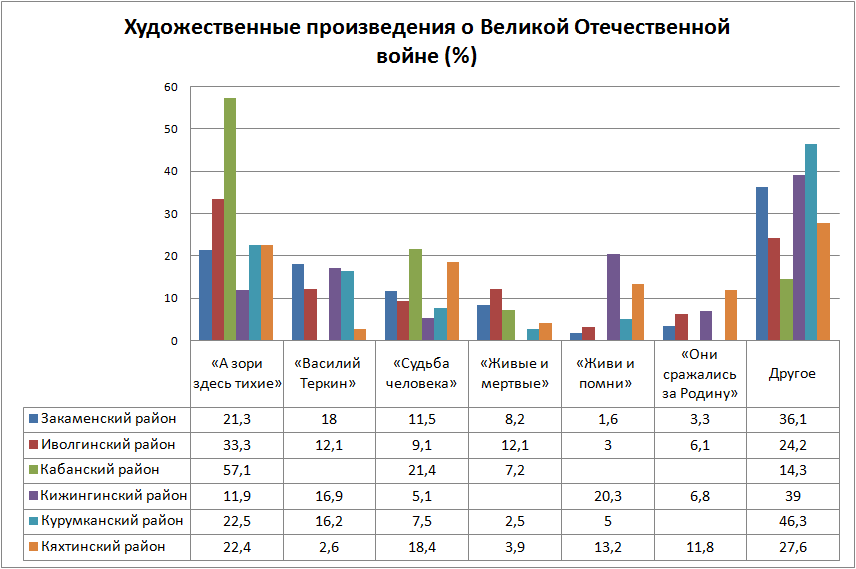 Художественные произведения о Великой Отечественной
войне (%)
60
50
40
30
20
10
0
«А зори
здесь тихие»
«Василий
Теркин»
«Судьба
человека»
«Живые и
мертвые»
«Живи и
помни»
«Они
сражались
за Родину»
Другое
Закаменский район 21,3 18 11,5 8,2 1,6 3,3 36,1
Иволгинский район 33,3 12,1 9,1 12,1 3 6,1 24,2
Кабанский район 57,1 21,4 7,2 14,3
Кижингинский район 11,9 16,9 5,1 20,3 6,8 39
Курумканский район 22,5 16,2 7,5 2,5 5 46,3
Кяхтинский район 22,4 2,6 18,4 3,9 13,2 11,8 27,6